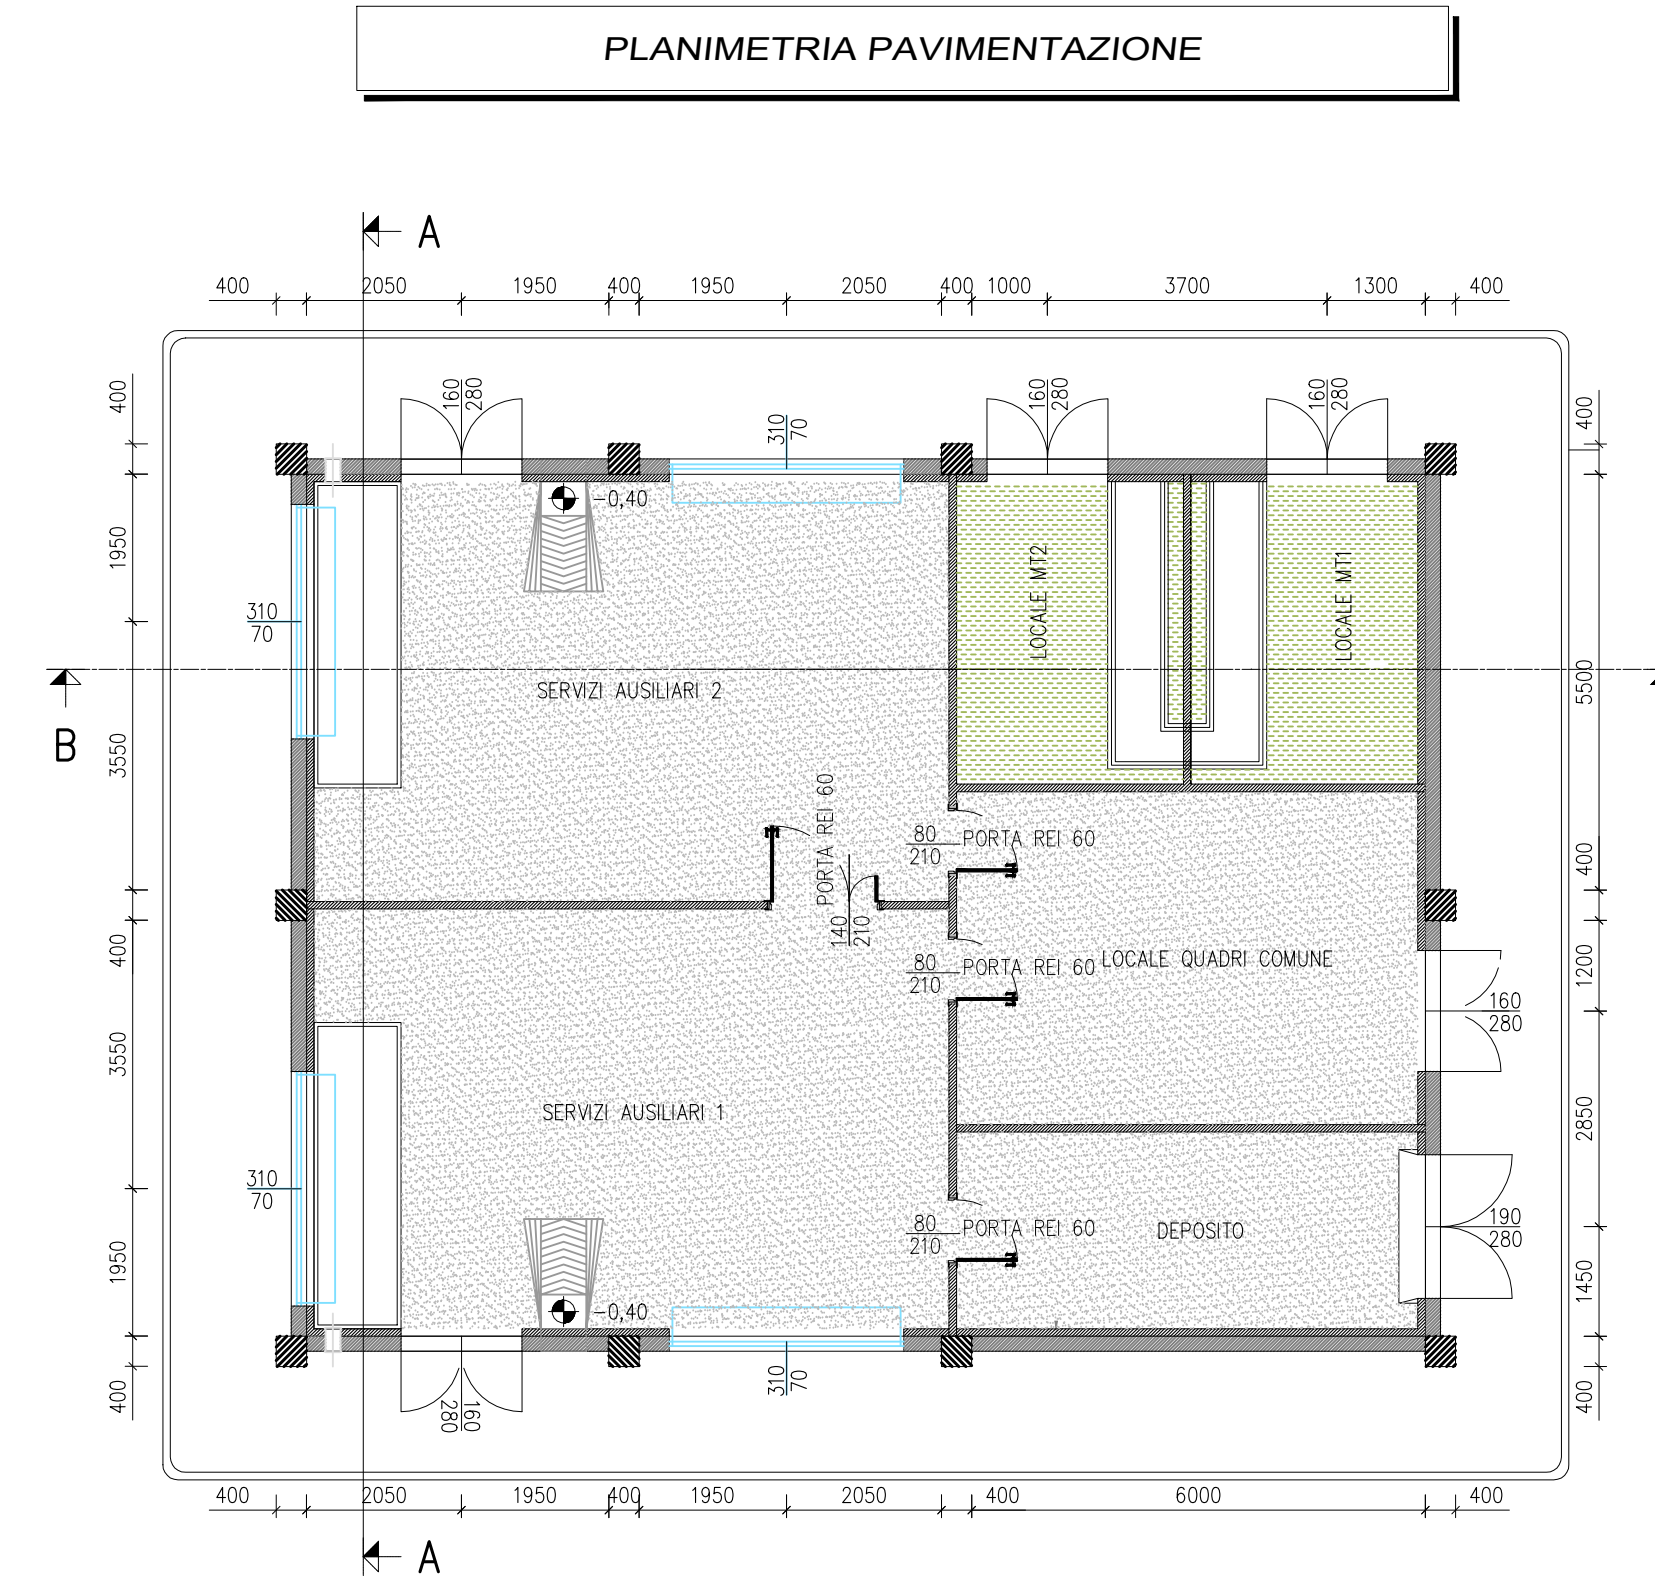 PLANIMETRIA PAVIMENTAZIONE
A
400 2050 1950 400 1950 2050 400 1000 3700 1300 400
160
280
310
70
160
280
160
280
400
1950
3550
400
3550
1950
400
400
5500
400
1200
2850
1450
400
-0,40
LOCALE MT2
LOCALE MT1
310
70
B
SERVIZI AUSILIARI 2
PORTA REI 60
140
210
80
210
PORTA REI 60
80
210
PORTA REI 60
LOCALE QUADRI COMUNE
160
280
SERVIZI AUSILIARI 1
310
70
80
210
PORTA REI 60
DEPOSITO
190
280
-0,40
310
70
160
280
400 2050 1950 400 1950 2050 400 6000 400
A